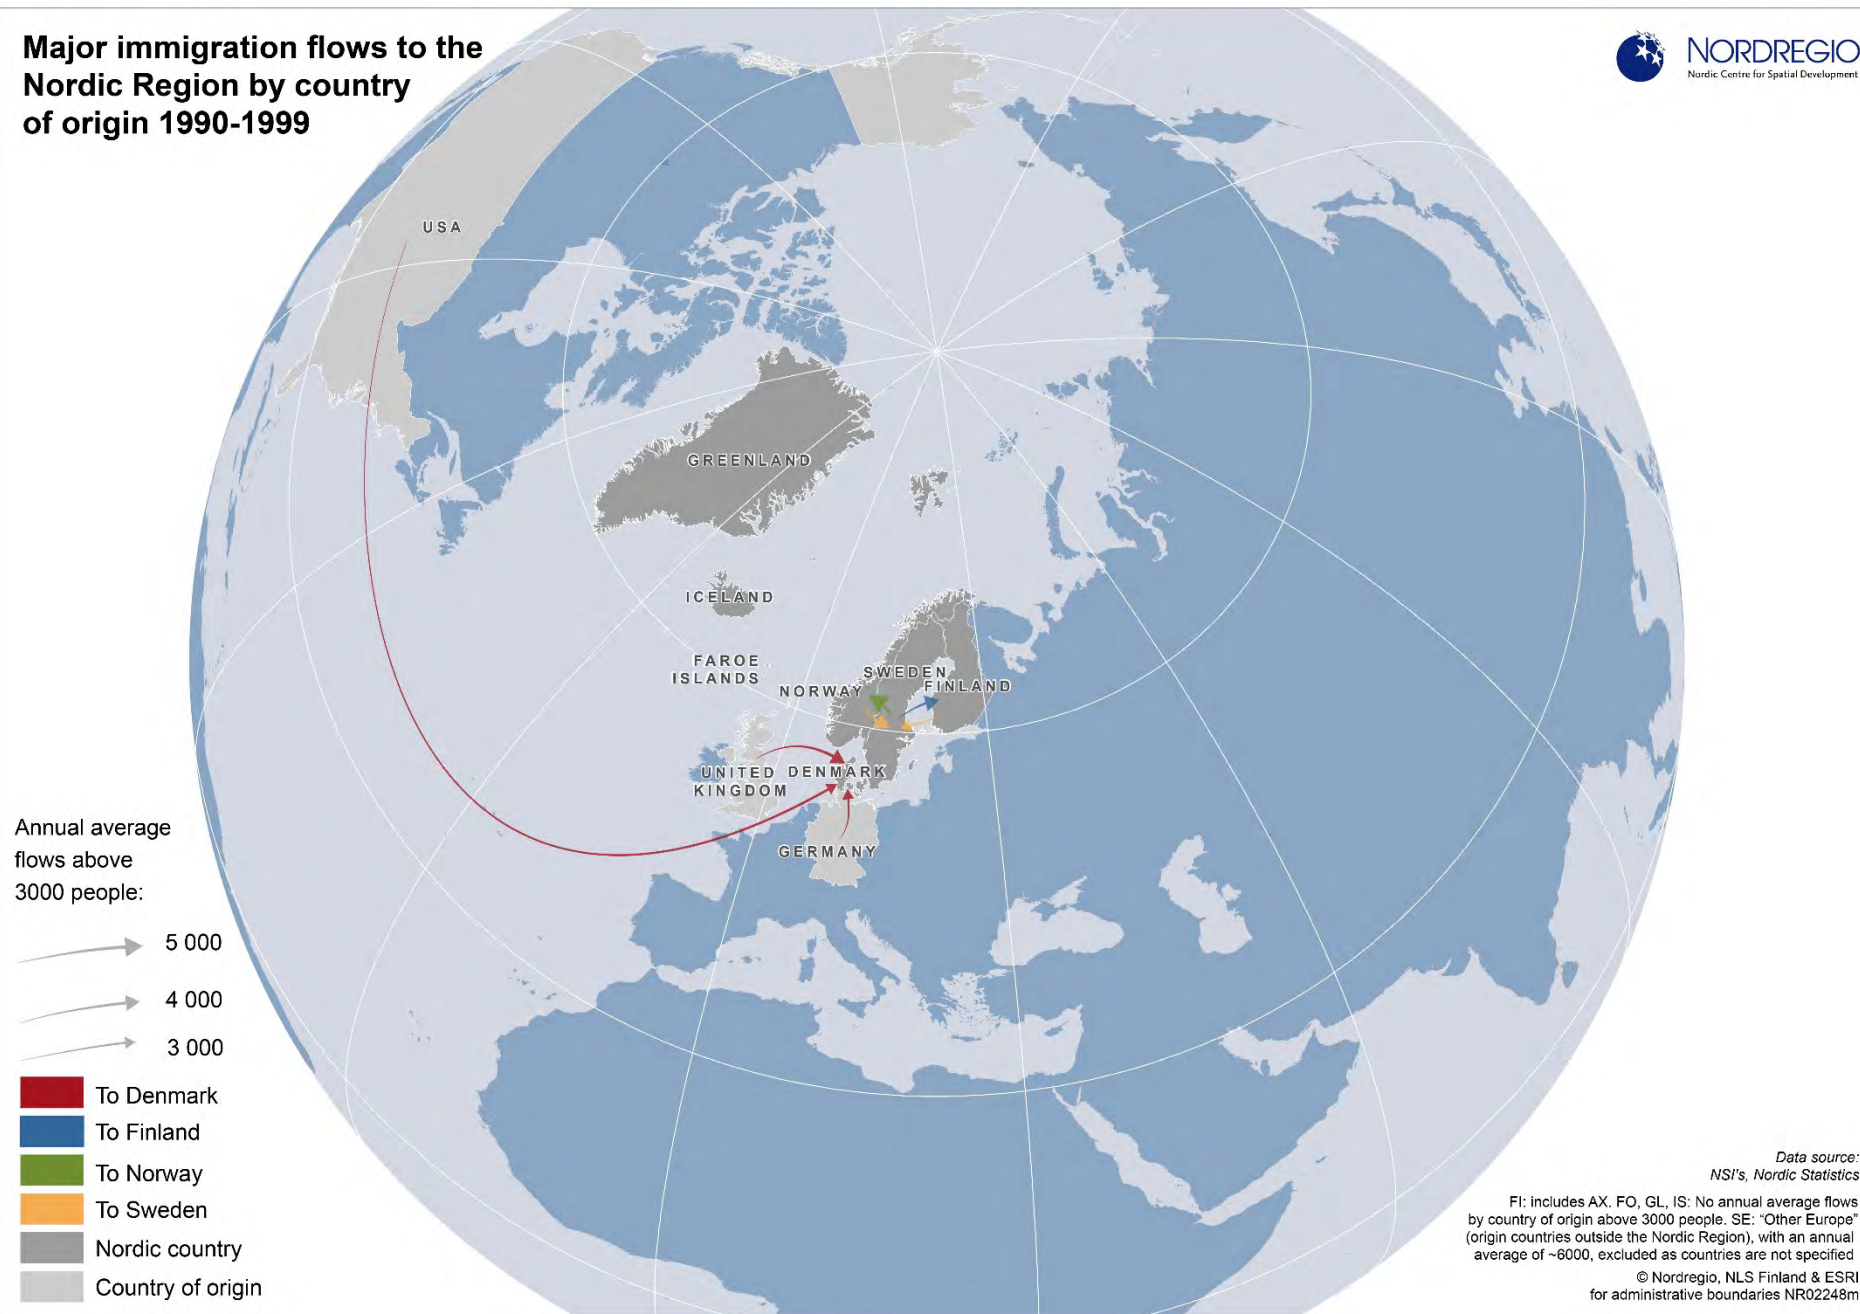 Major immigration flows to the
Nordic Region by country
of origin 1990-1999
NORDREGIO
Nordic Centre for Spatial Development
USA
GREENLAND
ICELAND
FAROE
ISLANDS
SWEDEN
NORWAY
FINLAND
UNITED
KINGDOM
DENMARK
GERMANY
Annual average
flows above
3000 people:
5 000
4 000
3 000
To Denmark
To Finland
To Norway
To Sweden
Nordic country
Country of origin
Data source:
NSI's, Nordic Statistics
FI: includes AX. FO, GL, IS: No annual average flows
by country of origin above 3000 people. SE: "Other Europe"
(origin countries outside the Nordic Region), with an annual
average of ~6000, excluded as countries are not specified
© Nordregio, NLS Finland & ESRI
for administrative boundaries NR02248m